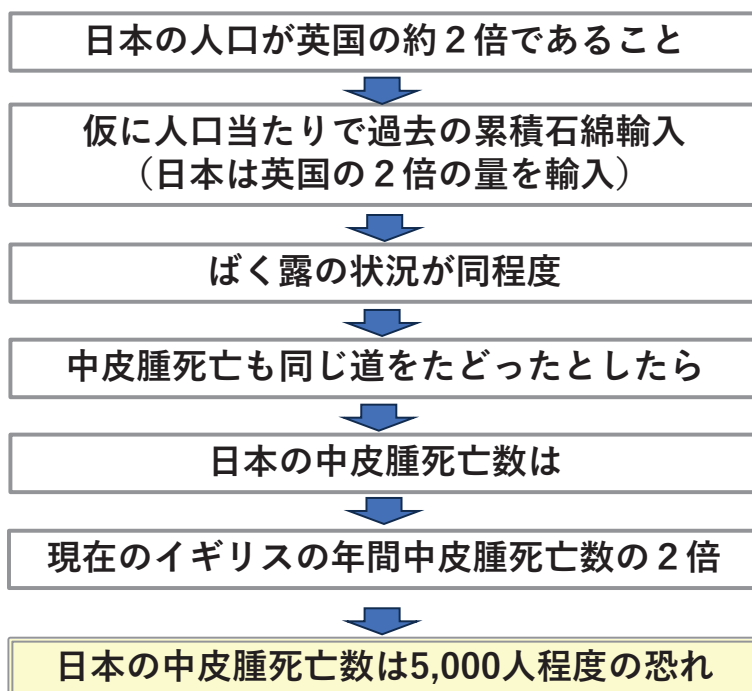 日本の人口が英国の約２倍であること
仮に人口当たりで過去の累積石綿輸入
（日本は英国の２倍の量を輸入）
ばく露の状況が同程度
中皮腫死亡も同じ道をたどったとしたら
日本の中皮腫死亡数は
現在のイギリスの年間中皮腫死亡数の２倍
日本の中皮腫死亡数は5,000人程度の恐れ